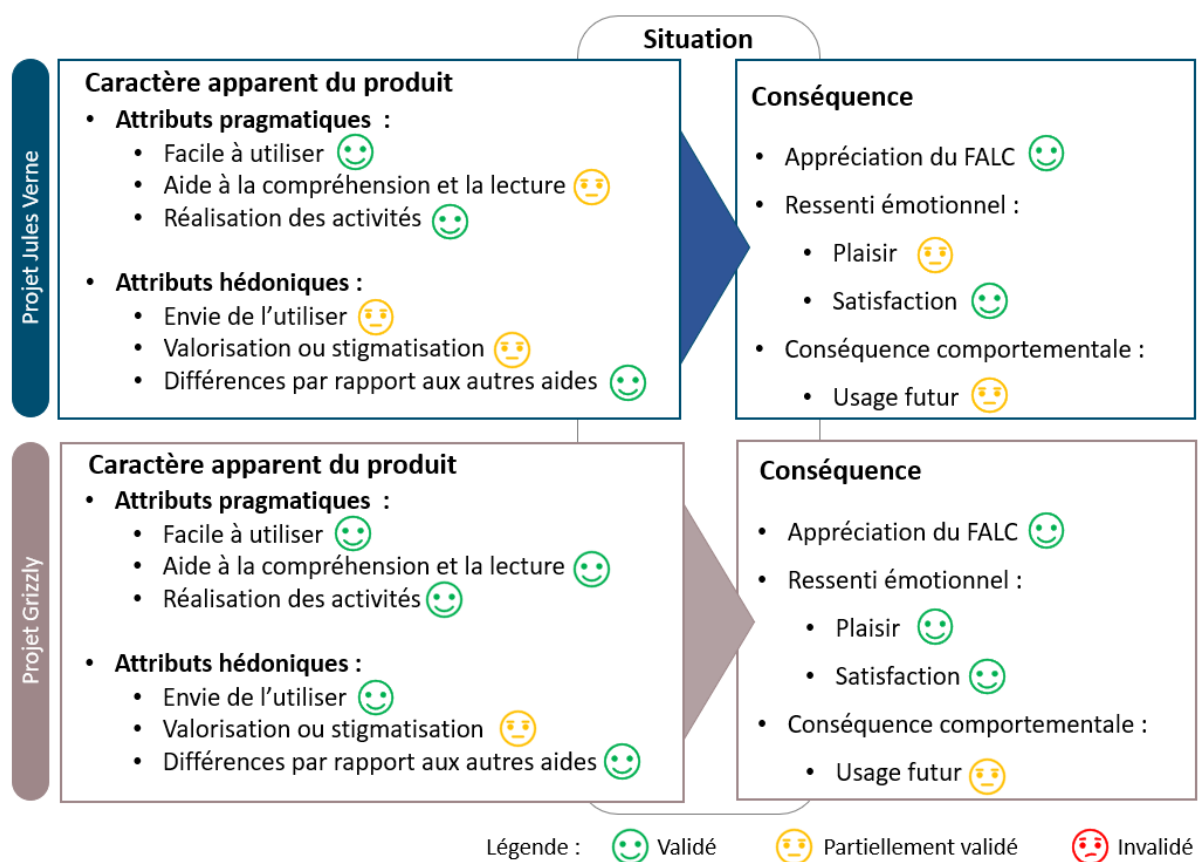 Situation
Projet Jules Verne
Caractère apparent du produit
• Attributs pragmatiques :
• Facile à utiliser
• Aide à la compréhension et la lecture
• Réalisation des activités
• Attributs hédoniques :
• Envie de l'utiliser
• Valorisation ou stigmatisation
• Différences par rapport aux autres aides
Conséquence
• Appréciation du FALC
• Ressenti émotionnel :
• Plaisir
• Satisfaction
• Conséquence comportementale :
• Usage futur
Projet Grizzly
Caractère apparent du produit
• Attributs pragmatiques :
• Facile à utiliser
• Aide à la compréhension et la lecture
• Réalisation des activités
• Attributs hédoniques :
• Envie de l'utiliser
• Valorisation ou stigmatisation
• Différences par rapport aux autres aides
Conséquence
• Appréciation du FALC
• Ressenti émotionnel :
• Plaisir
• Satisfaction
• Conséquence comportementale :
• Usage futur
Légende : Validé Partiellement validé Invalidé